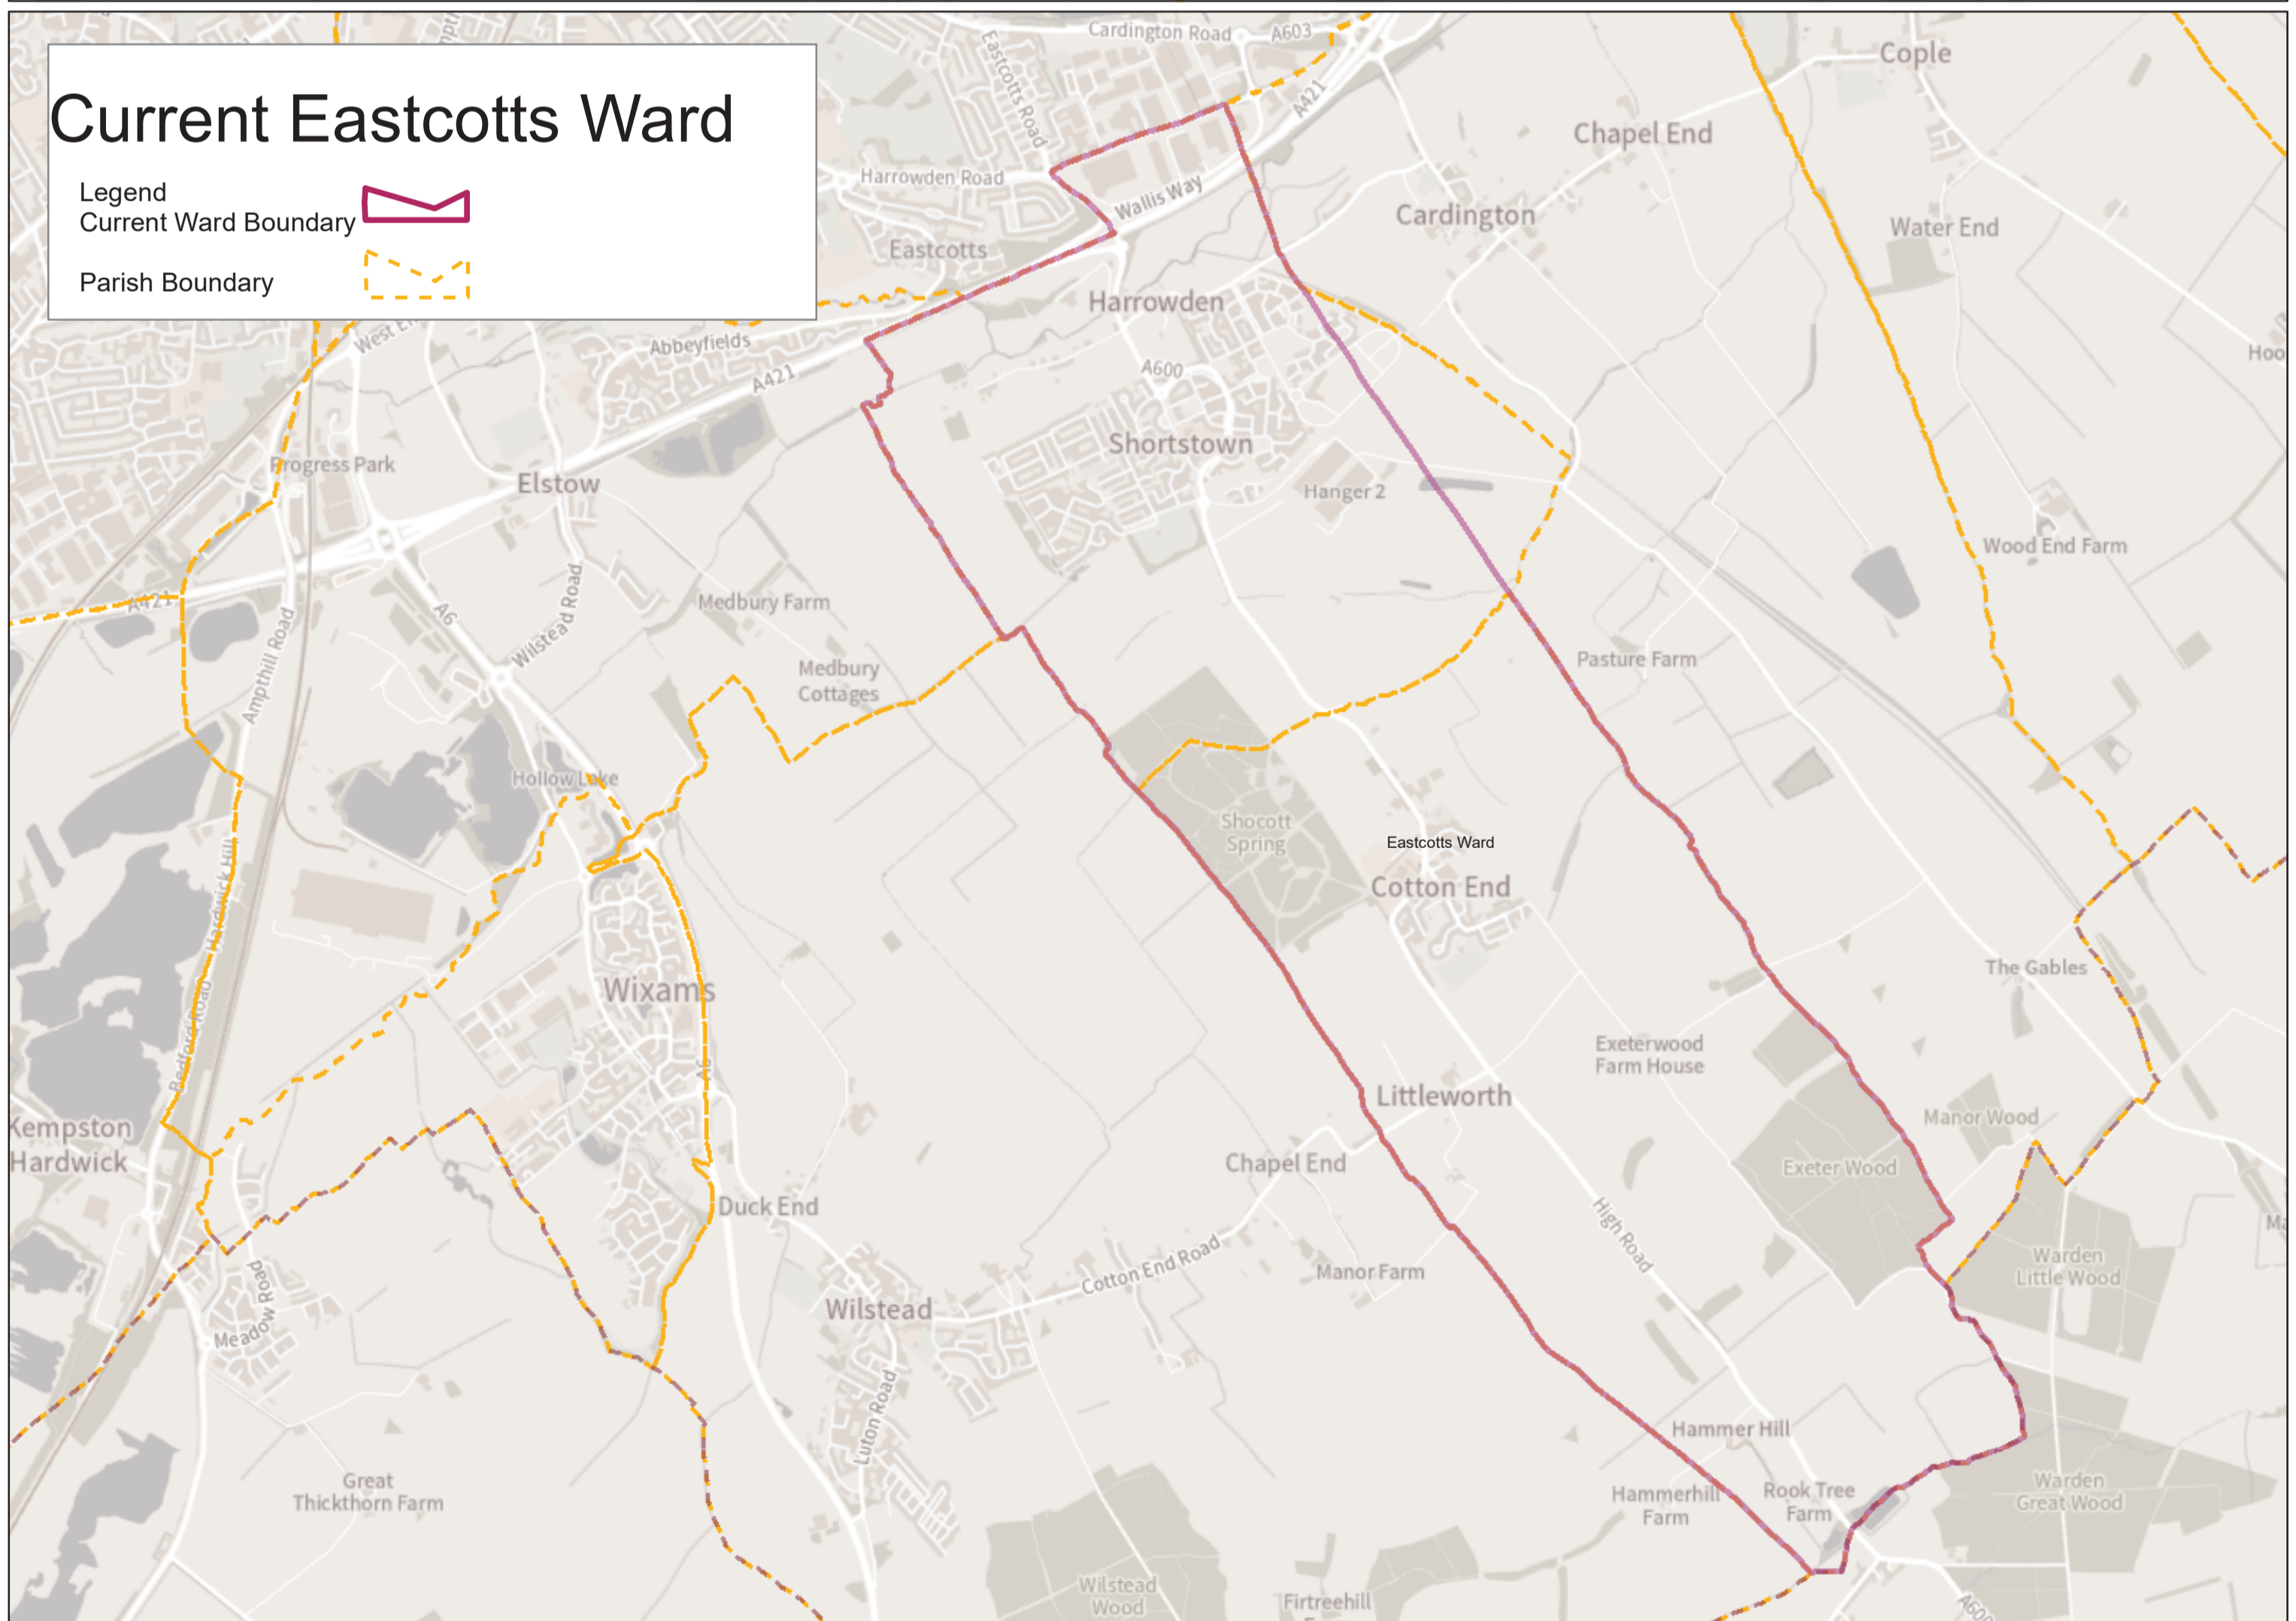 Current Eastcotts Ward
Legend
Current Ward Boundary
Parish Boundary
Cardington Road
A603
Eastcotts Road
A421
Cople
Chapel End
Harrowden Road
Wallis Way
Cardington
Water End
Eastcotts
Harrowden
West
Abbeyfields
A421
A600
Shortstown
Progress Park
Elstow
Hanger 2
Wood End Farm
A421
A6
Wilstead Road
Medbury Farm
Ampthill Road
Medbury
Cottages
Pasture Farm
Hollow Lake
Shocott
Spring
Eastcotts Ward
Cotton End
Bedford Road
Hardwick Hill
Wixams
A6
The Gables
Exeterwood
Farm House
Littleworth
Manor Wood
Kempston
Hardwick
Chapel End
Exeter Wood
Duck End
High Road
Cotton End Road
Manor Farm
Warden
Little Wood
Meadow Road
Wilstead
Luton Road
Hammer Hill
Great
Thickthorn Farm
Hammerhill
Farm
Rook Tree
Farm
Warden
Great Wood
Wilstead
Wood
Firtreehill
A600